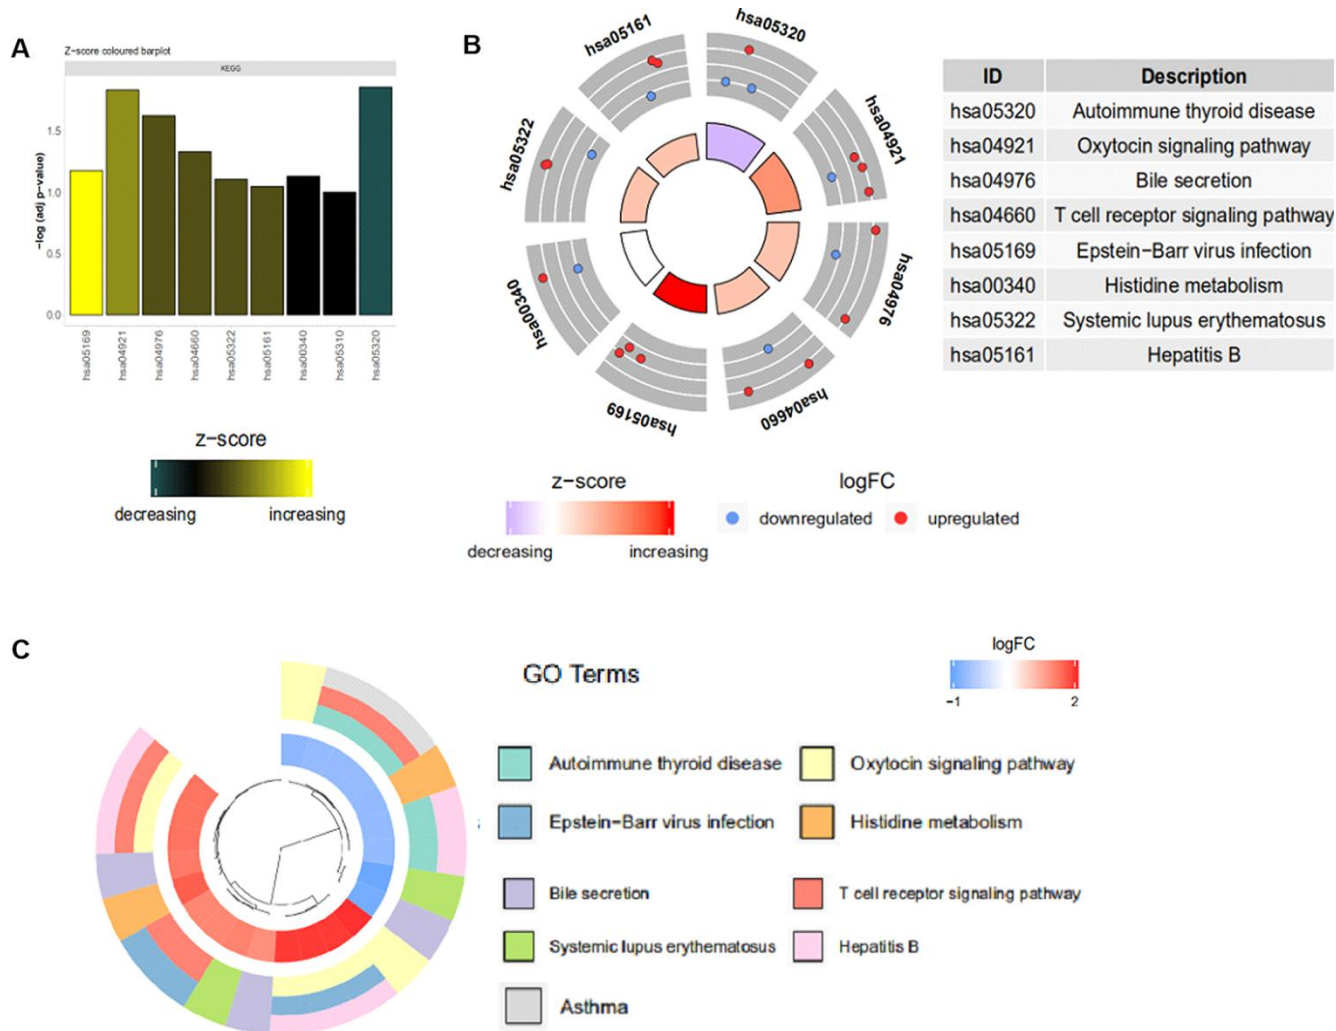 A
Z-score coloured barplot
KEGG
-log (adj p-value)
1.5
1.0
0.5
0.0
hsa05169
hsa04921
hsa04976
hsa04660
hsa05322
hsa05161
hsa00340
hsa05310
hsa05320
z-score
decreasing increasing
B
hsa05161
hsa05320
hsa04921
hsa04976
hsa04660
hsa05169
hsa00340
hsa05322
z-score
decreasing increasing
logFC
downregulated upregulated
ID Description
hsa05320 Autoimmune thyroid disease
hsa04921 Oxytocin signaling pathway
hsa04976 Bile secretion
hsa04660 T cell receptor signaling pathway
hsa05169 Epstein-Barr virus infection
hsa00340 Histidine metabolism
hsa05322 Systemic lupus erythematosus
hsa05161 Hepatitis B
C
GO Terms
logFC
-1 2
Autoimmune thyroid disease Oxytocin signaling pathway
Epstein-Barr virus infection Histidine metabolism
Bile secretion T cell receptor signaling pathway
Systemic lupus erythematosus Hepatitis B
Asthma